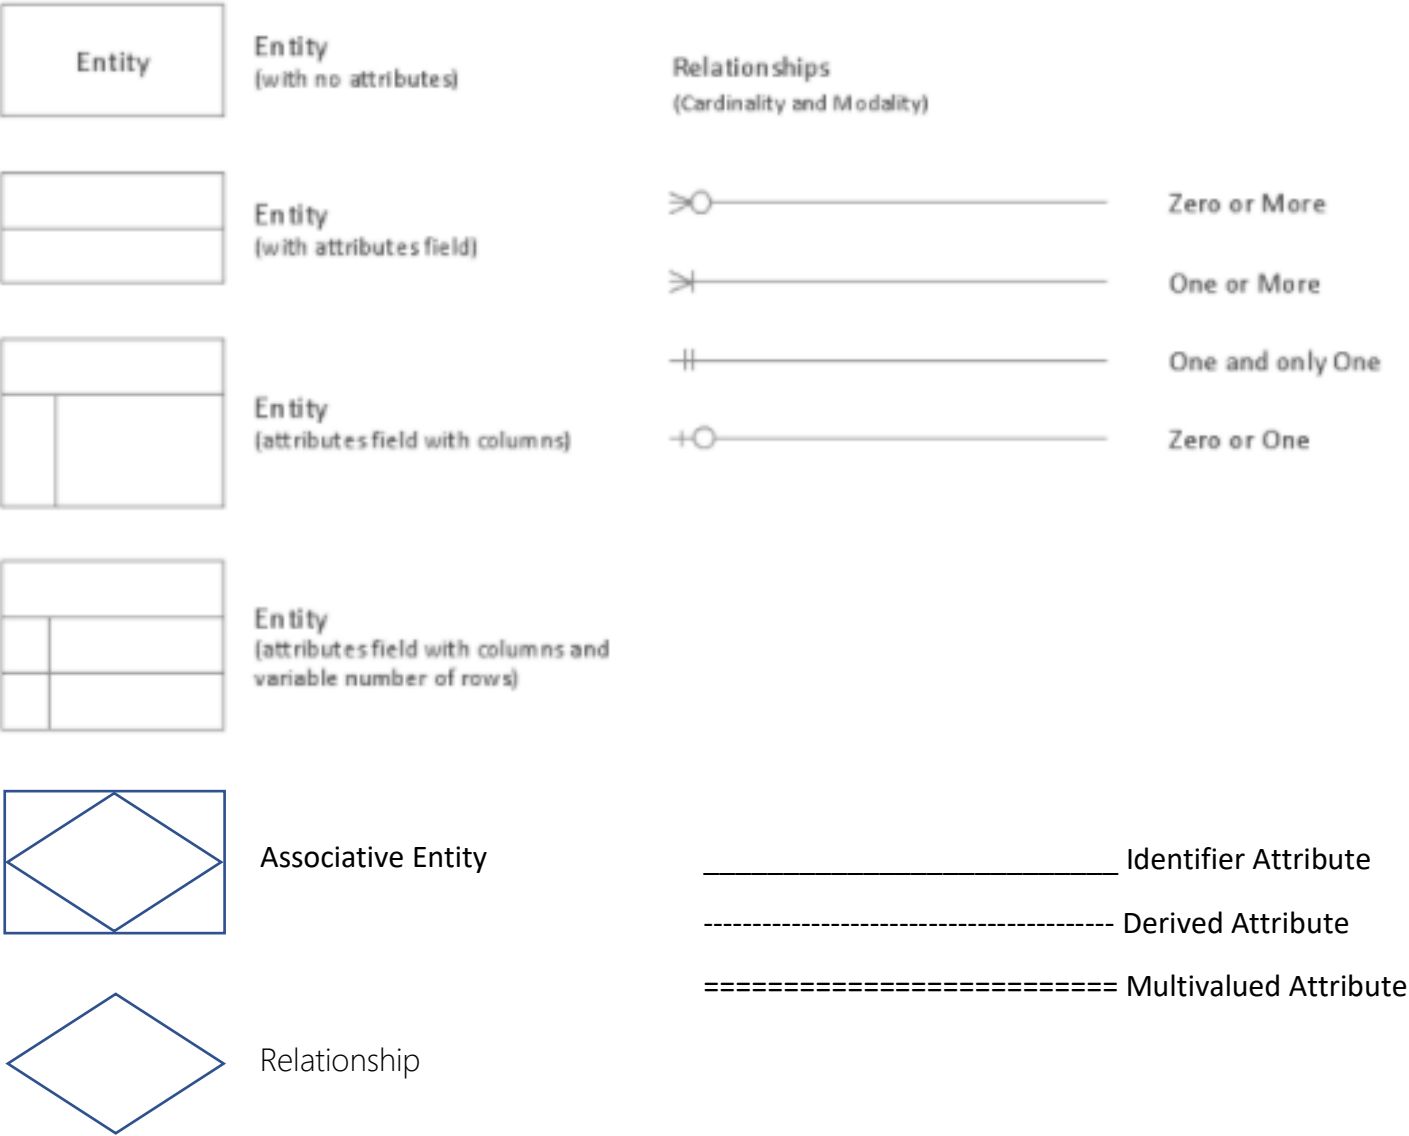 Entity
Entity
(with no attributes)
Relationships
(Cardinality and Modality)
Entity
(with attributes field)
Zero or More
One or More
One and only One
Zero or One
Entity
(attributes field with columns)
Entity
(attributes field with columns and
variable number of rows)
Associative Entity
__________________________ Identifier Attribute
----------------------------------------- Derived Attribute
========================== Multivalued Attribute
Relationship